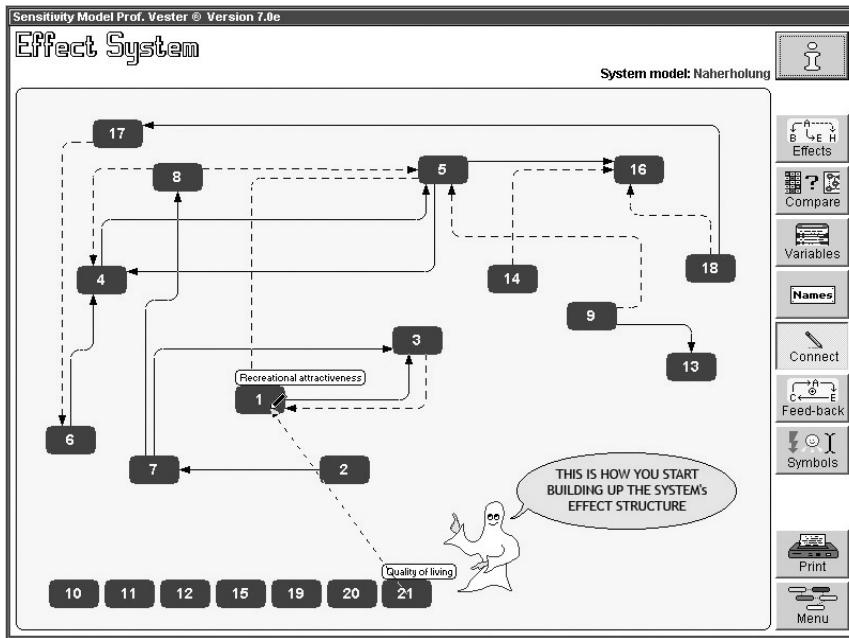 Sensitivity Model Prof. Vester ® Version 7.0e
Effect System
System model: Naherholung
17
8
5
16
4
14
18
9
3
13
Recreational attractiveness
1
6
7
2
THIS IS HOW YOU START
BUILDING UP THE SYSTEM's
EFFECT STRUCTURE
Quality of living
10
11
12
15
19
20
21
i
A
B E H
Effects
?
Compare
Variables
Names
Connect
A
C E
Feed-back
Symbols
Print
Menu